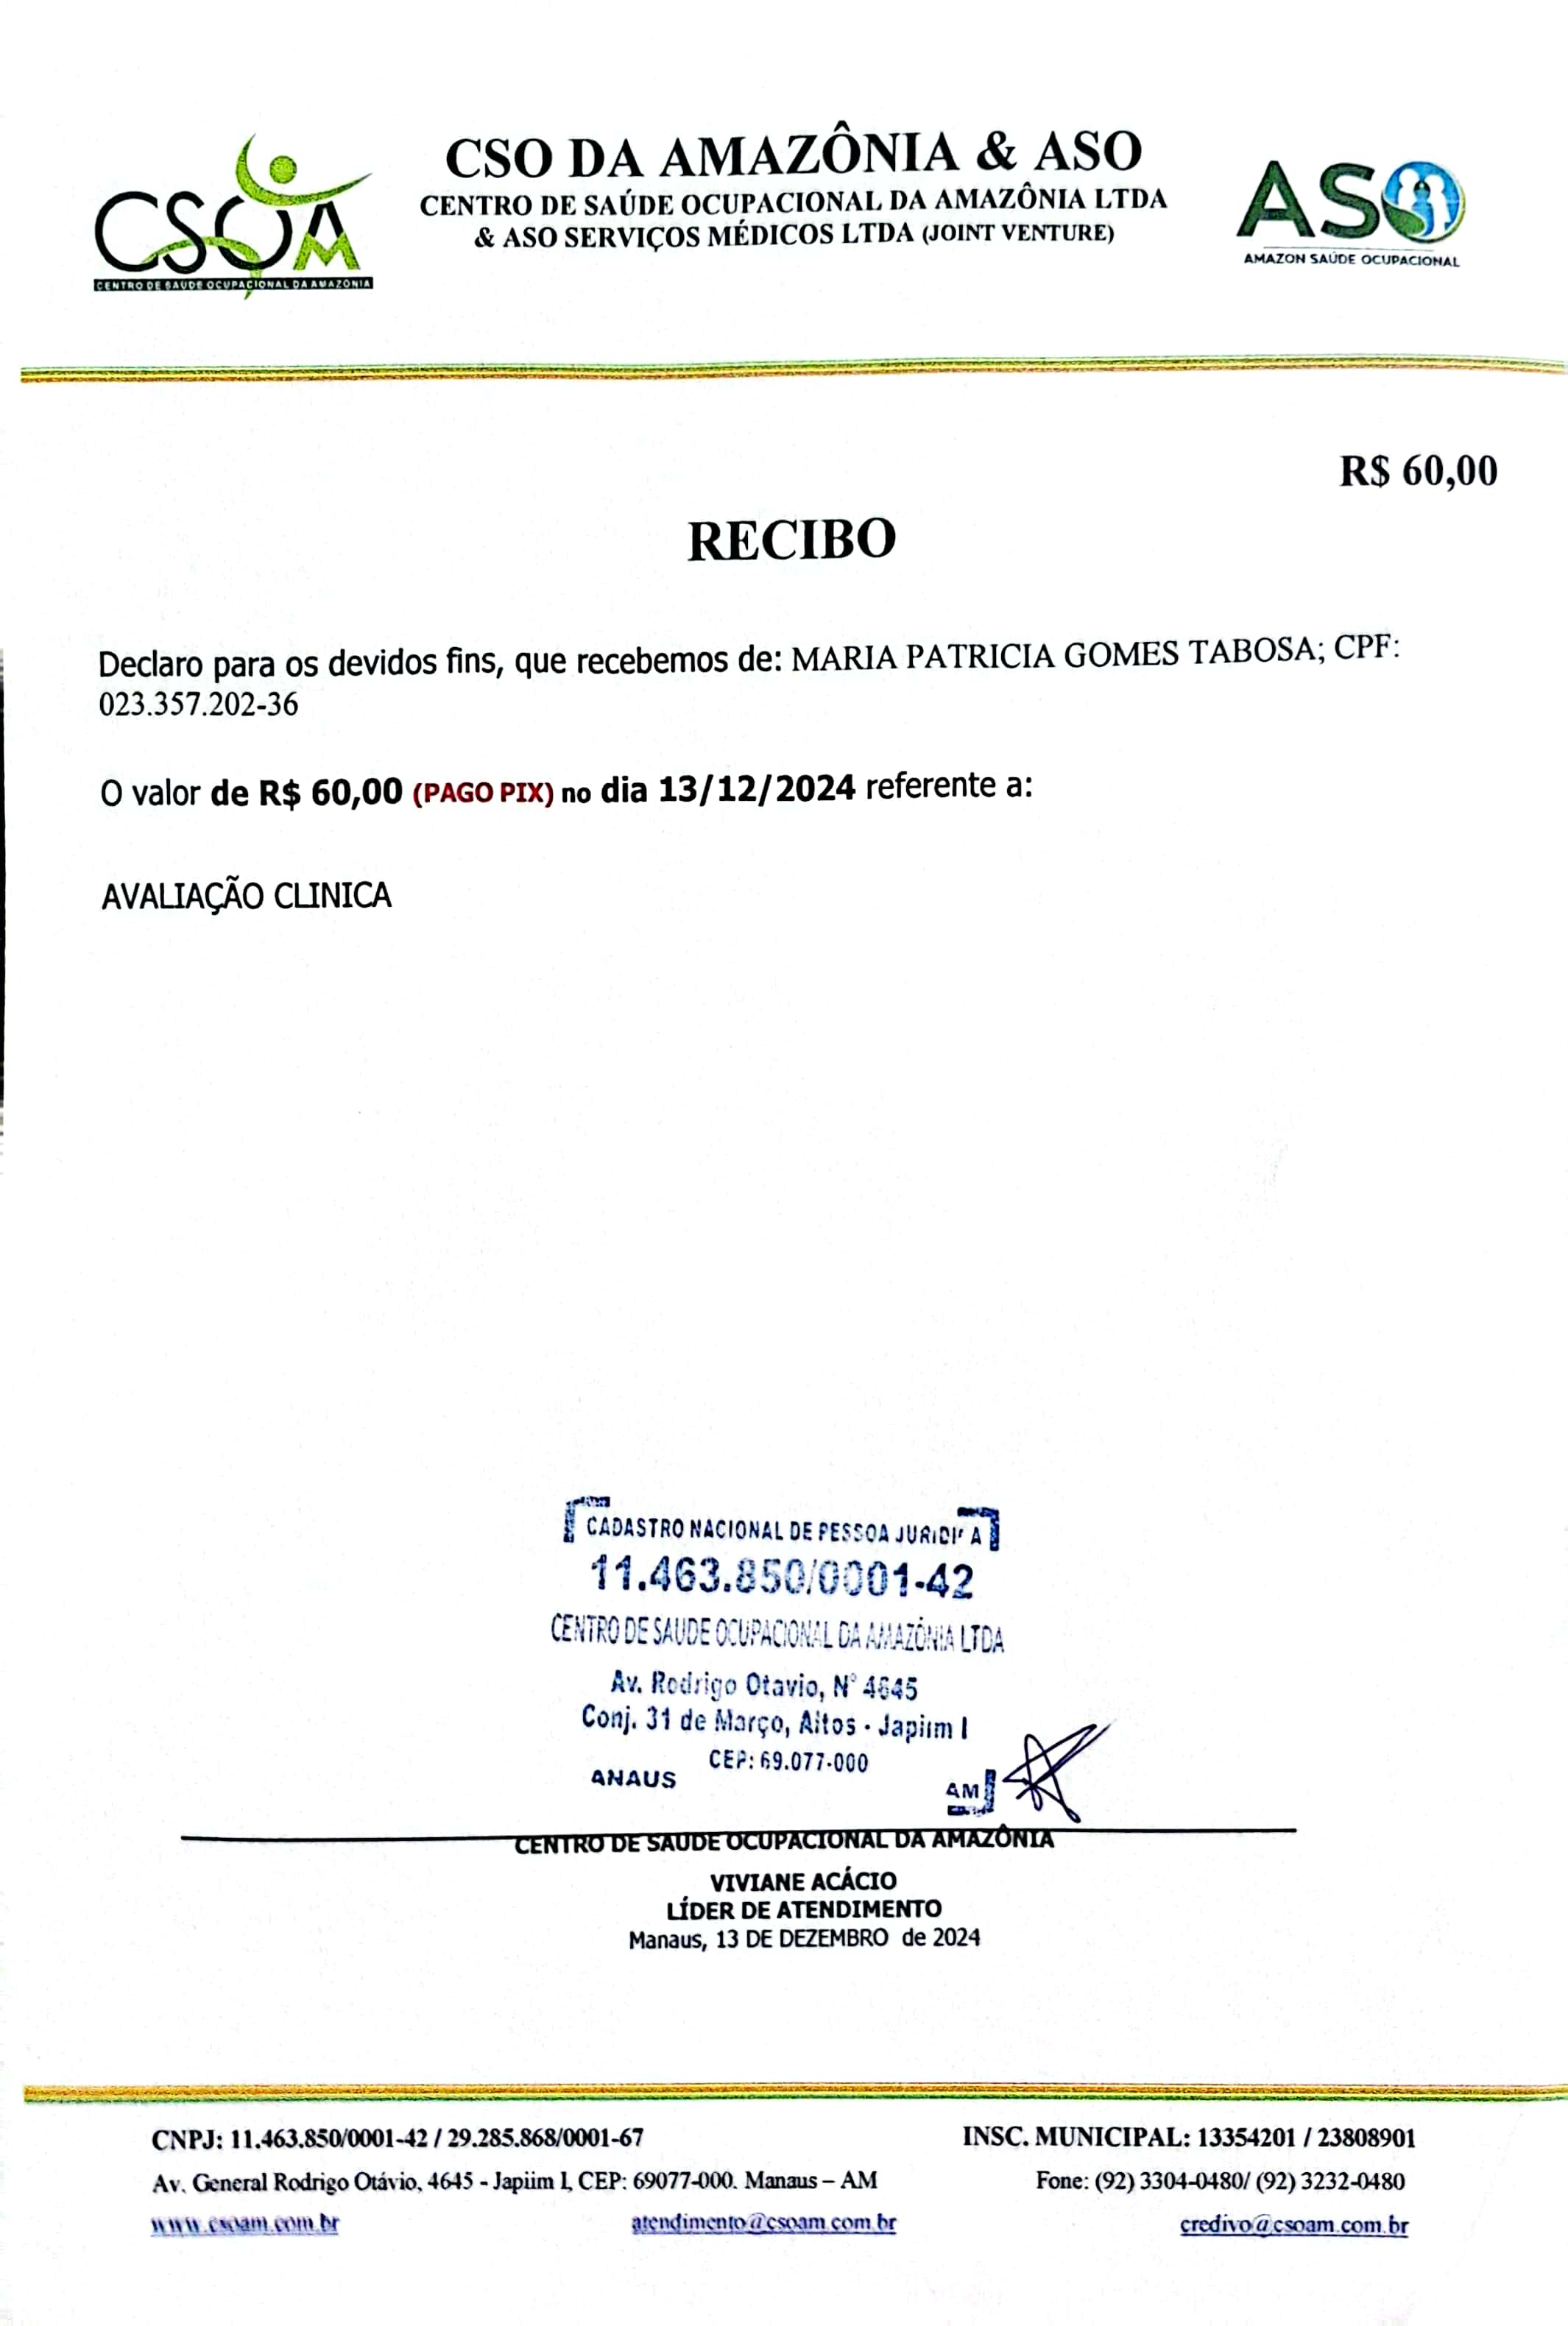 CSOAM
CENTRO DE SAÚDE OCUPACIONAL DA AMAZÔNIA
CSO DA AMAZÔNIA & ASO
CENTRO DE SAÚDE OCUPACIONAL DA AMAZÔNIA LTDA
& ASO SERVIÇOS MÉDICOS LTDA (JOINT VENTURE)
ASO
AMAZON SAÚDE OCUPACIONAL
R$ 60,00
RECIBO
Declaro para os devidos fins, que recebemos de: MARIA PATRICIA GOMES TABOSA; CPF:
023.357.202-36
O valor de R$ 60,00 (PAGO PIX) no dia 13/12/2024 referente a:
AVALIAÇÃO CLINICA
CADASTRO NACIONAL DE PESSOA JURIDI A
11.463.850/0001-42
CENTRO DE SAUDE OCUPACIONAL DA AMAZÔNIA LTDA
Av. Rodrigo Otavio, N° 4645
Conj. 31 de Março, Altos - Japiim I
CEP: 69.077-000
ANAUS AM
CENTRO DE SAUDE OCUPACIONAL DA AMAZÔNIA
VIVIANE ACÁCIO
LÍDER DE ATENDIMENTO
Manaus, 13 DE DEZEMBRO de 2024
CNPJ: 11.463.850/0001-42 / 29.285.868/0001-67 INSC. MUNICIPAL: 13354201 / 23808901
Av. General Rodrigo Otávio, 4645 - Japiim I, CEP: 69077-000. Manaus – AM Fone: (92) 3304-0480/ (92) 3232-0480
www.csoam.com.br atendimento@csoam.com.br credivo@csoam.com.br